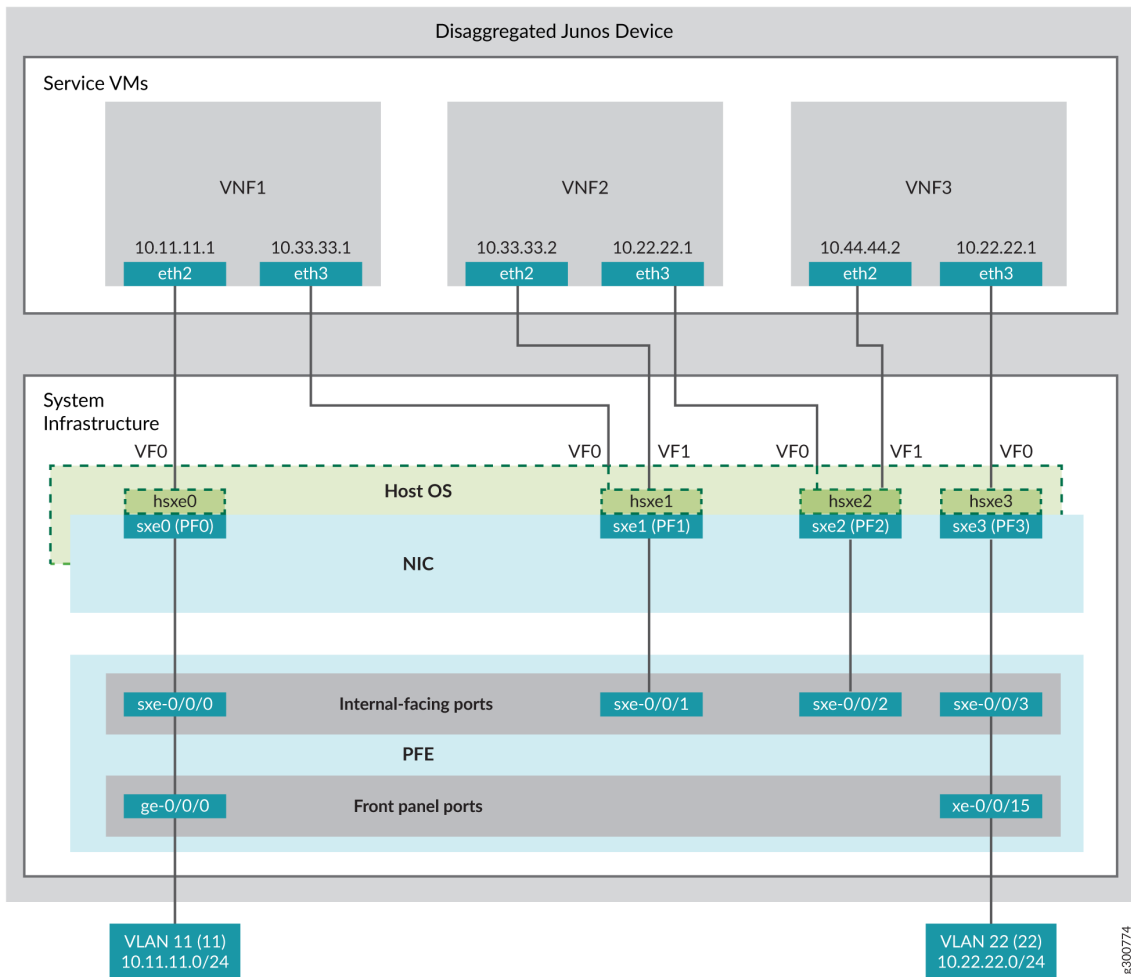 Disaggregated Junos Device
Service VMs
VNF1
VNF2
VNF3
10.11.11.1
10.33.33.1
10.33.33.2
10.22.22.1
10.44.44.2
10.22.22.1
eth2
eth3
eth2
eth3
eth2
eth3
System
Infrastructure
VF0
VF0
VF1
VF0
VF1
VF0
Host OS
hsxe0
hsxe1
hsxe2
hsxe3
sxe0 (PF0)
sxe1 (PF1)
sxe2 (PF2)
sxe3 (PF3)
NIC
sxe-0/0/0
Internal-facing ports
sxe-0/0/1
sxe-0/0/2
sxe-0/0/3
PFE
ge-0/0/0
Front panel ports
xe-0/0/15
VLAN 11 (11)
10.11.11.0/24
VLAN 22 (22)
10.22.22.0/24
g300774